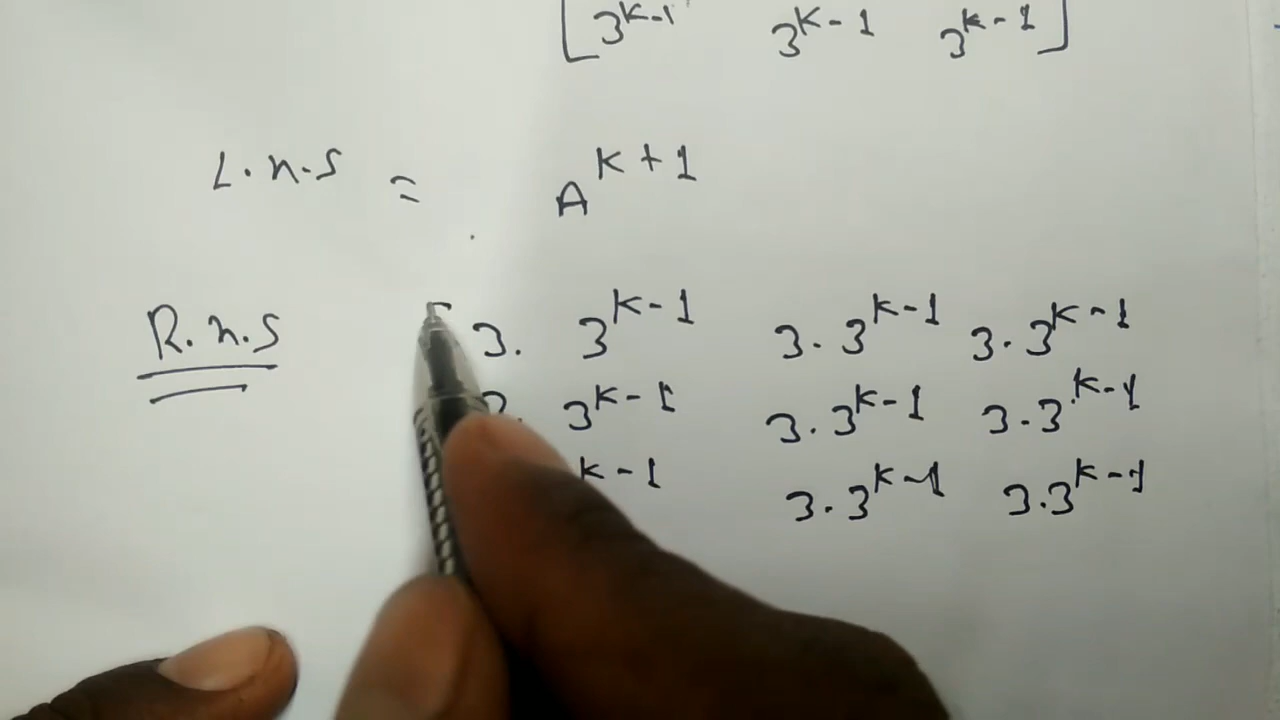 [ 3^{k-1} 3^{k-1} 3^{k-1} ]
L.h.s = A^{k+1}
R.h.s [ 3. 3^{k-1} 3.3^{k-1} 3.3^{k-1}
3^{k-1} 3.3^{k-1} 3.3^{k-1}
k-1 3.3^{k-1} 3.3^{k-1}